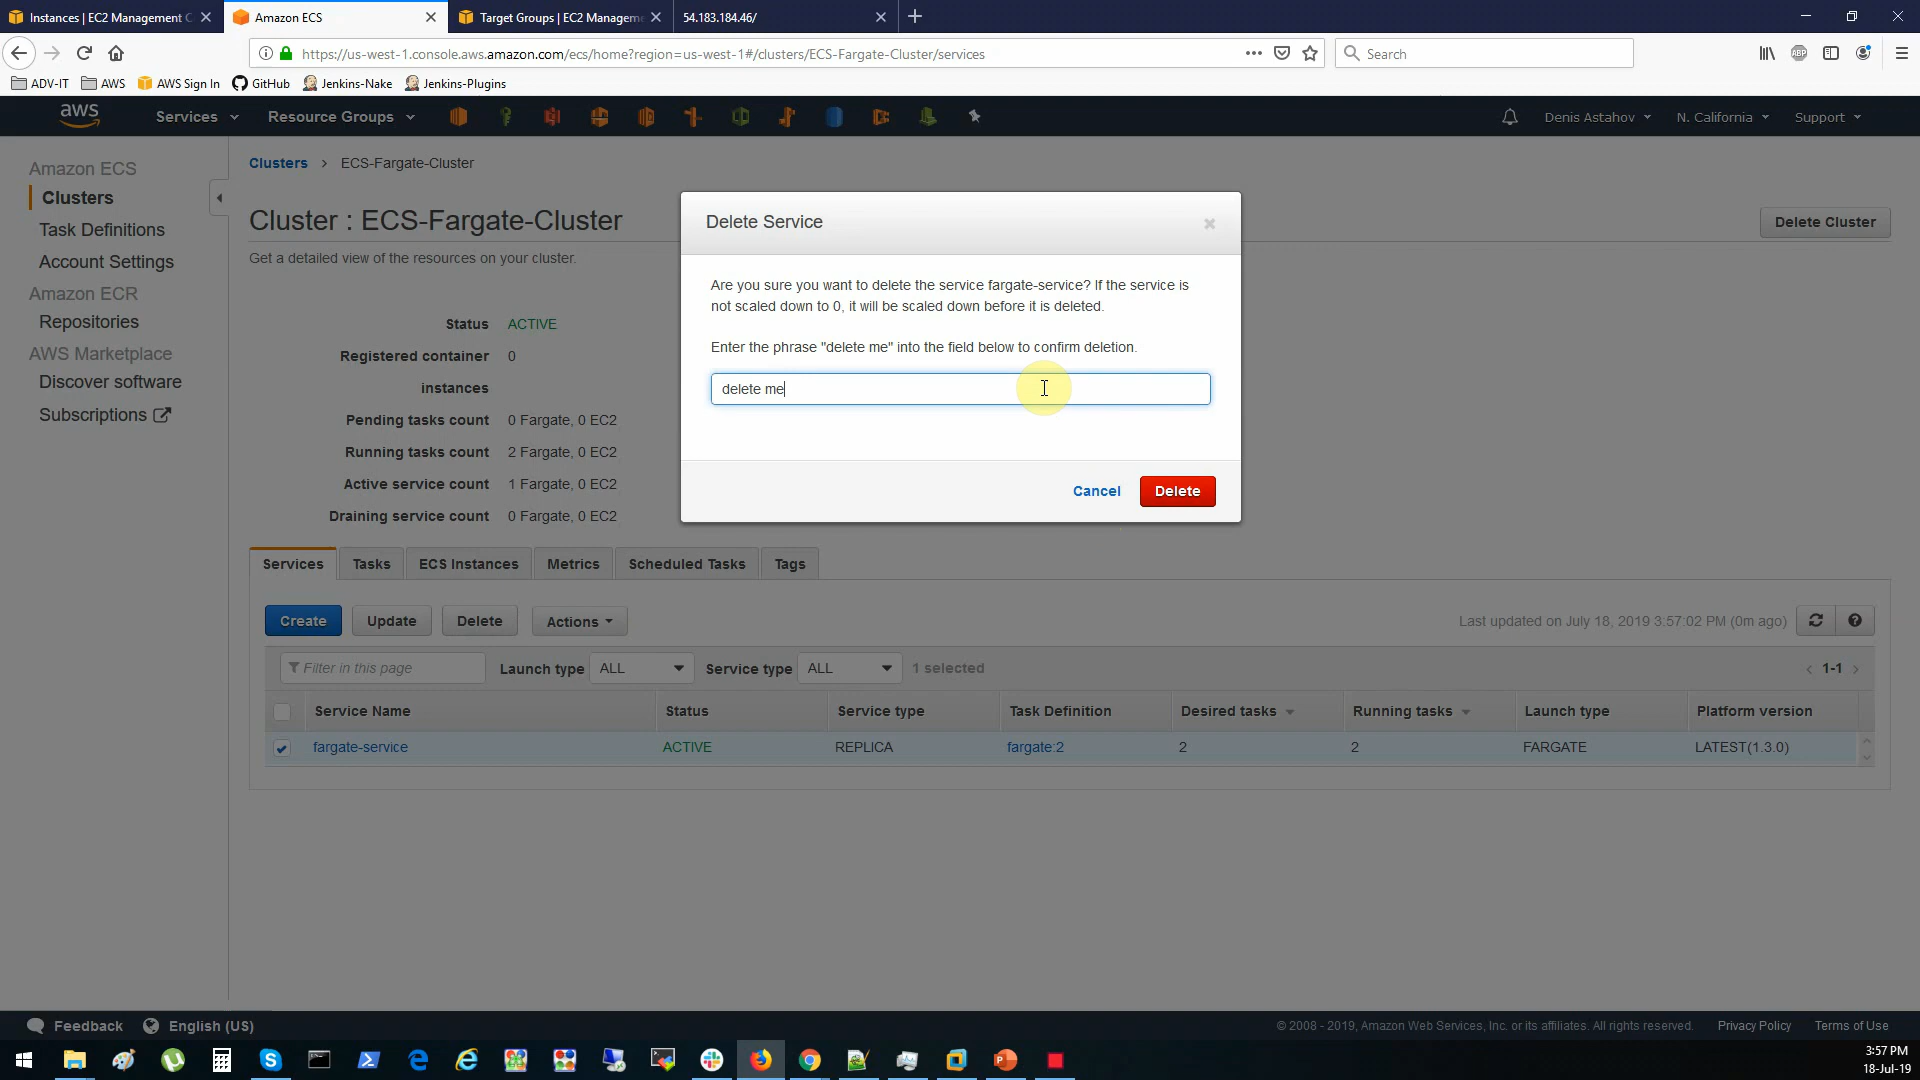 Instances | EC2 Management C
Amazon ECS
Target Groups | EC2 Manageme
54.183.184.46/
https://us-west-1.console.aws.amazon.com/ecs/home?region=us-west-1#/clusters/ECS-Fargate-Cluster/services
Search
ADV-IT
AWS
AWS Sign In
GitHub
Jenkins-Nake
Jenkins-Plugins
aws
Services
Resource Groups
Denis Astahov
N. California
Support
Amazon ECS
Clusters
Task Definitions
Account Settings
Amazon ECR
Repositories
AWS Marketplace
Discover software
Subscriptions
Clusters > ECS-Fargate-Cluster
Cluster : ECS-Fargate-Cluster
Delete Cluster
Get a detailed view of the resources on your cluster.
Status ACTIVE
Registered container 0
instances
Pending tasks count 0 Fargate, 0 EC2
Running tasks count 2 Fargate, 0 EC2
Active service count 1 Fargate, 0 EC2
Draining service count 0 Fargate, 0 EC2
Delete Service
Are you sure you want to delete the service fargate-service? If the service is
not scaled down to 0, it will be scaled down before it is deleted.
Enter the phrase "delete me" into the field below to confirm deletion.
delete me
Cancel
Delete
Services
Tasks
ECS Instances
Metrics
Scheduled Tasks
Tags
Create
Update
Delete
Actions
Last updated on July 18, 2019 3:57:02 PM (0m ago)
Filter in this page
Launch type ALL
Service type ALL
1 selected
< 1-1 >
Service Name Status Service type Task Definition Desired tasks Running tasks Launch type Platform version
fargate-service ACTIVE REPLICA fargate:2 2 2 FARGATE LATEST(1.3.0)
Feedback
English (US)
© 2008 - 2019, Amazon Web Services, Inc. or its affiliates. All rights reserved.
Privacy Policy
Terms of Use
3:57 PM
18-Jul-19